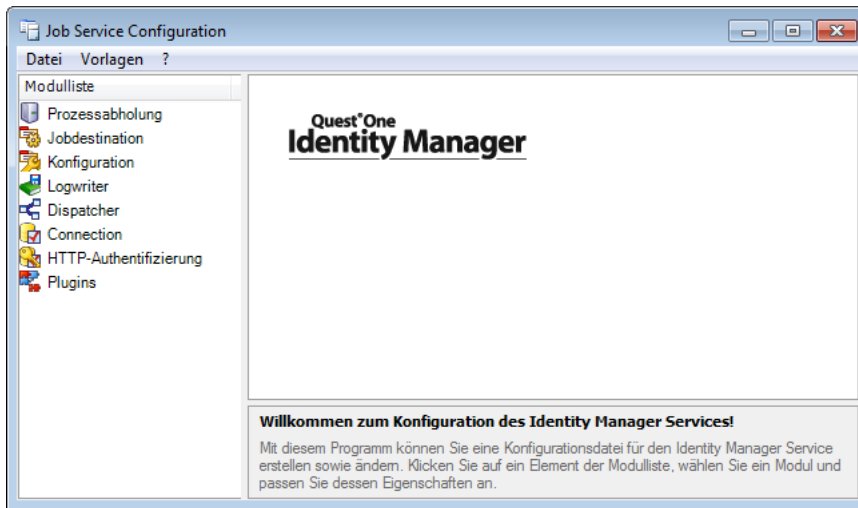 Job Service Configuration
Datei Vorlagen ?
Modulliste
Prozessabholung
Jobdestination
Konfiguration
Logwriter
Dispatcher
Connection
HTTP-Authentifizierung
Plugins
Quest°One
Identity Manager
Willkommen zum Konfiguration des Identity Manager Services!
Mit diesem Programm können Sie eine Konfigurationsdatei für den Identity Manager Service
erstellen sowie ändern. Klicken Sie auf ein Element der Modulliste, wählen Sie ein Modul und
passen Sie dessen Eigenschaften an.